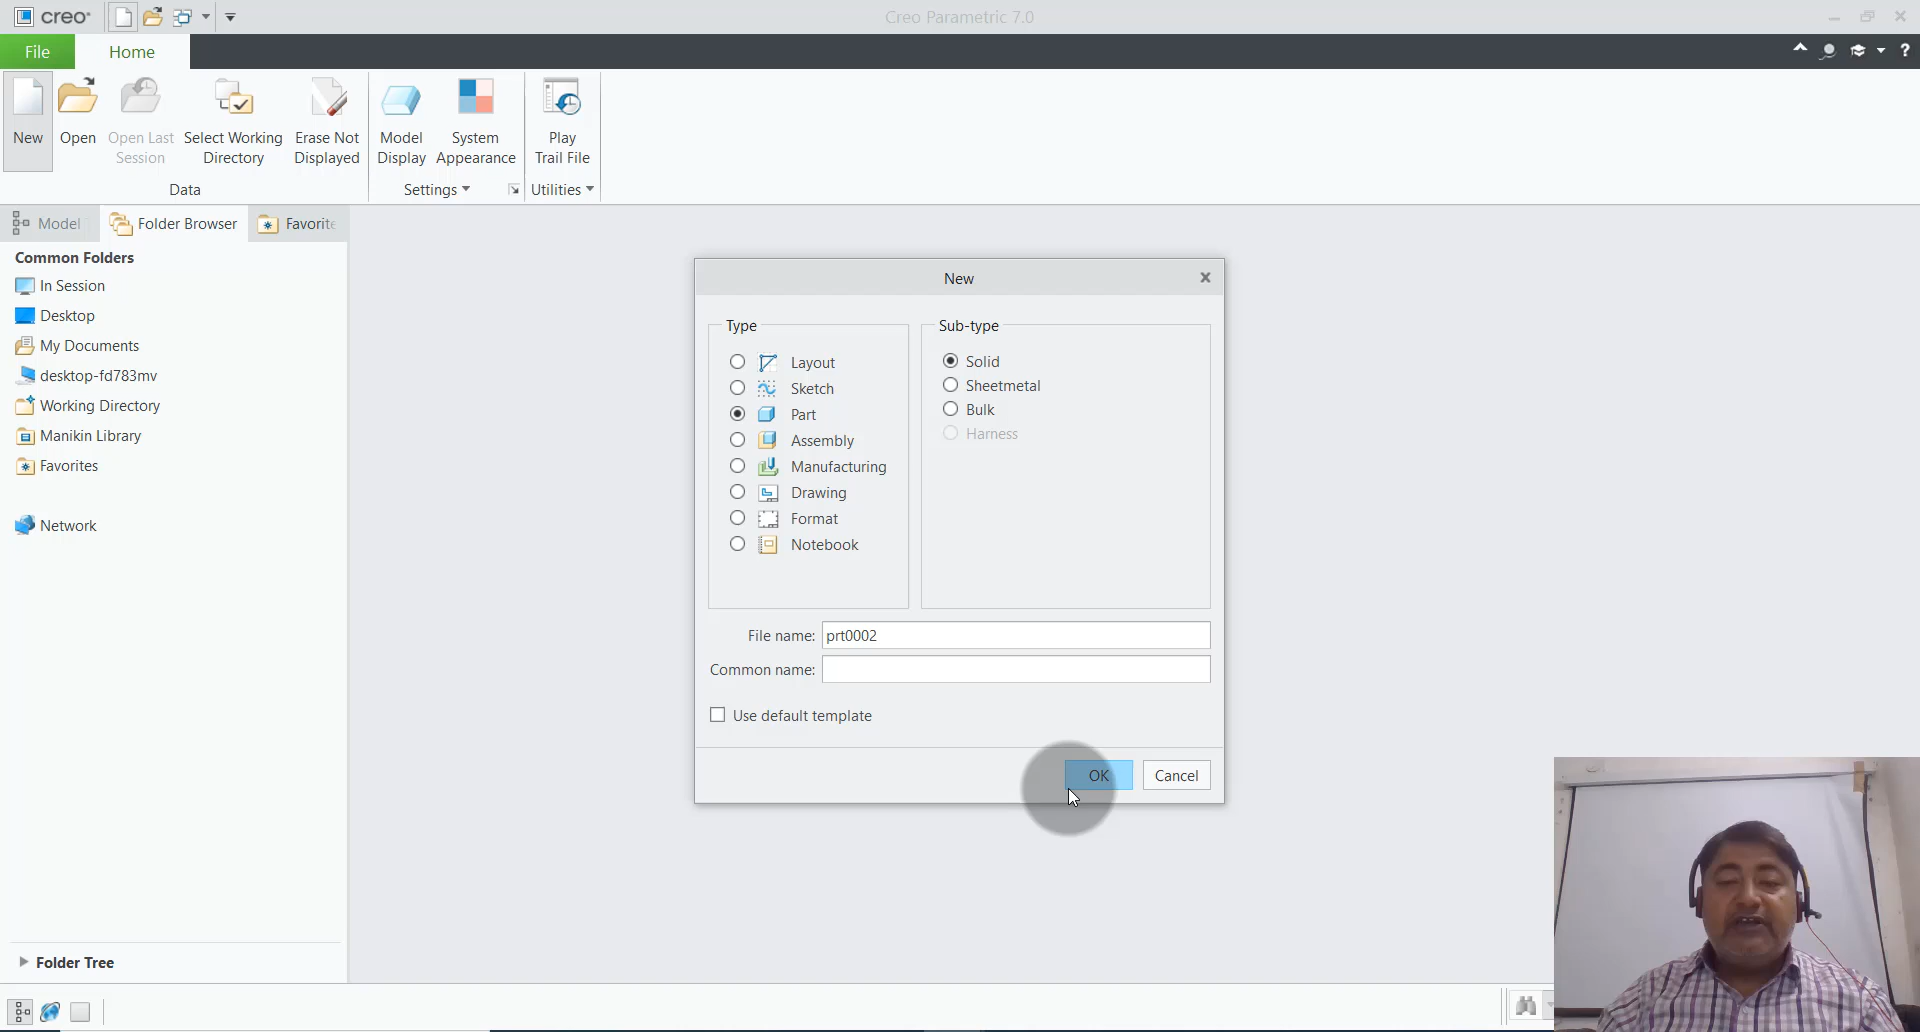 creo
Creo Parametric 7.0
File
Home
?
New
Open
Open Last Session
Select Working Directory
Erase Not Displayed
Model Display
System Appearance
Play Trail File
Data
Settings
Utilities
Model
Folder Browser
Favorite
Common Folders
In Session
Desktop
My Documents
desktop-fd783mv
Working Directory
Manikin Library
Favorites
Network
Folder Tree
New
Type
Layout
Sketch
Part
Assembly
Manufacturing
Drawing
Format
Notebook
Sub-type
Solid
Sheetmetal
Bulk
Harness
File name: prt0002
Common name:
Use default template
OK
Cancel